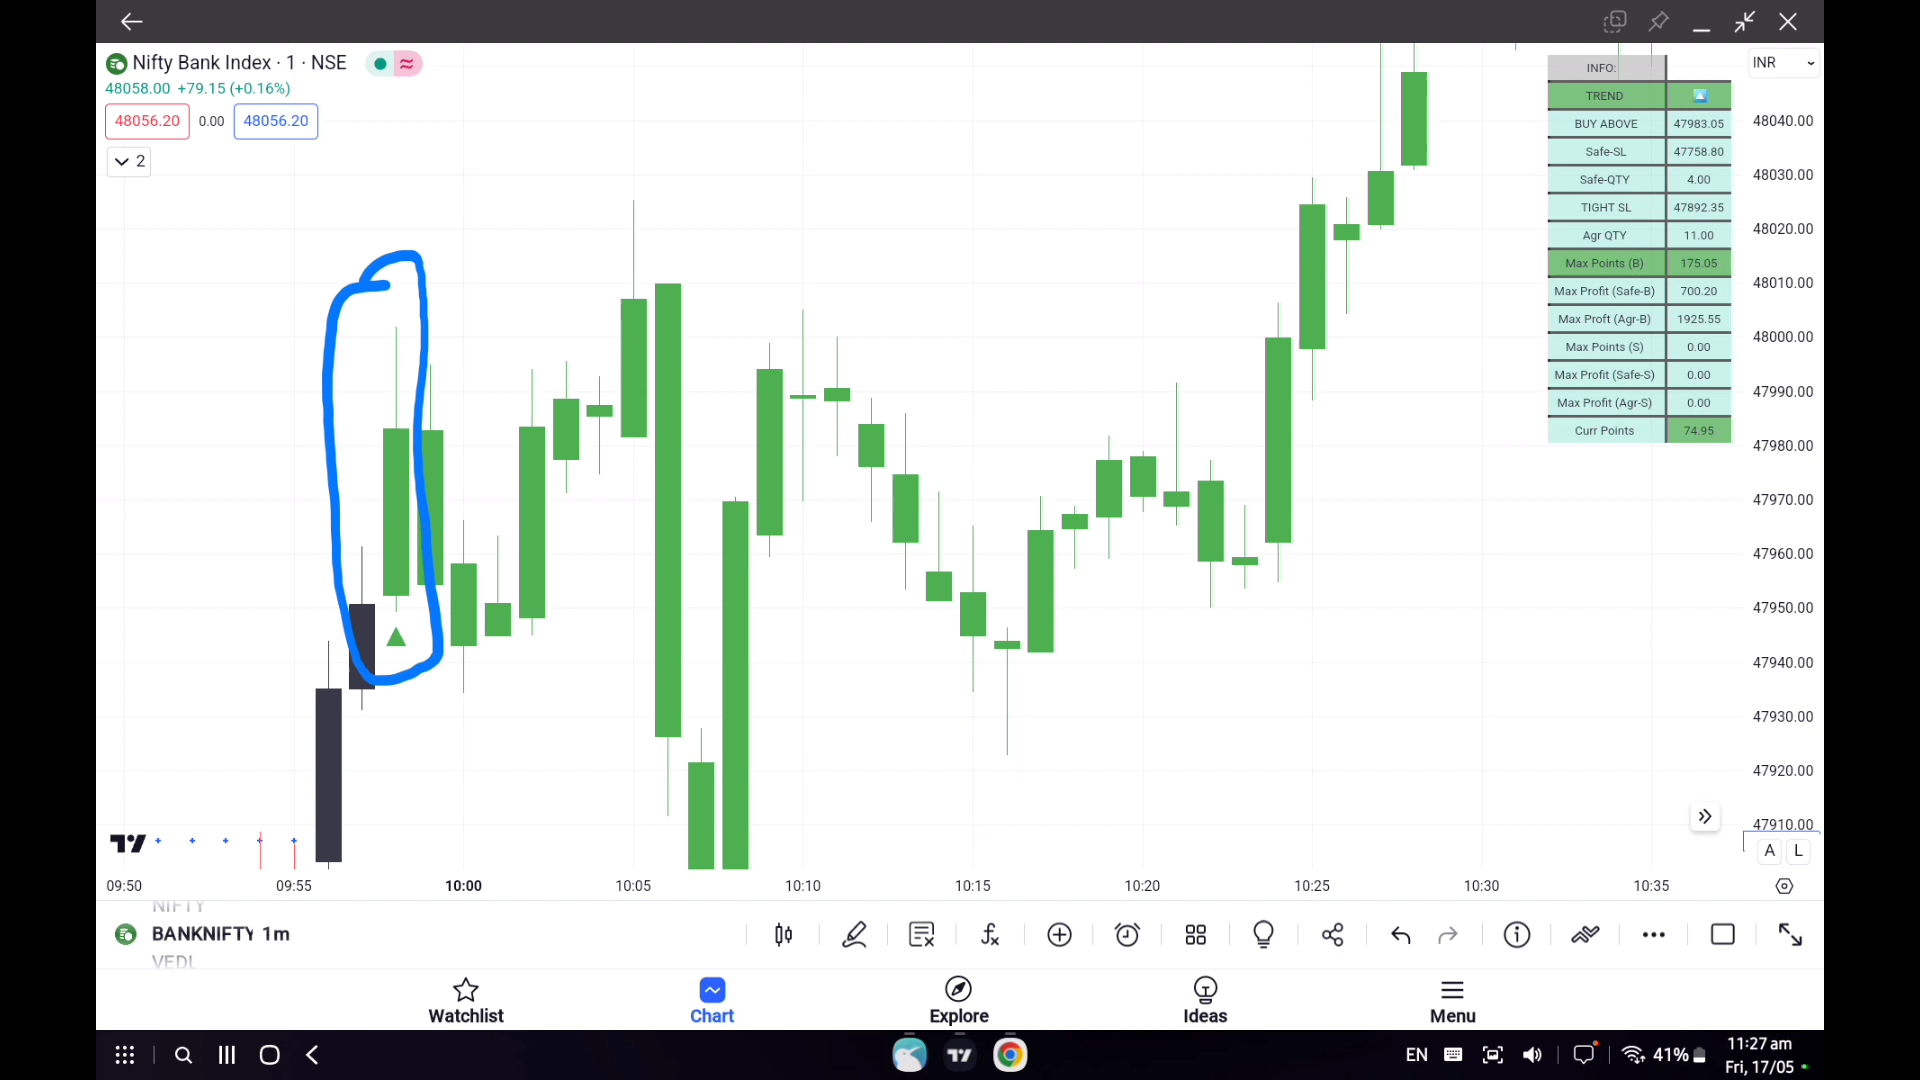 Nifty Bank Index · 1 · NSE
48058.00 +79.15 (+0.16%)
48056.20 0.00 48056.20
2
INR
INFO:
TREND
BUY ABOVE 47983.05
Safe-SL 47758.80
Safe-QTY 4.00
TIGHT SL 47892.35
Agr QTY 11.00
Max Points (B) 175.05
Max Profit (Safe-B) 700.20
Max Proft (Agr-B) 1925.55
Max Points (S) 0.00
Max Profit (Safe-S) 0.00
Max Profit (Agr-S) 0.00
Curr Points 74.95
48040.00
48030.00
48020.00
48010.00
48000.00
47990.00
47980.00
47970.00
47960.00
47950.00
47940.00
47930.00
47920.00
47910.00
A L
09:50 09:55 10:00 10:05 10:10 10:15 10:20 10:25 10:30 10:35
NIFTY
BANKNIFTY 1m
VEDL
Watchlist Chart Explore Ideas Menu
EN 41% 11:27 am
Fri, 17/05